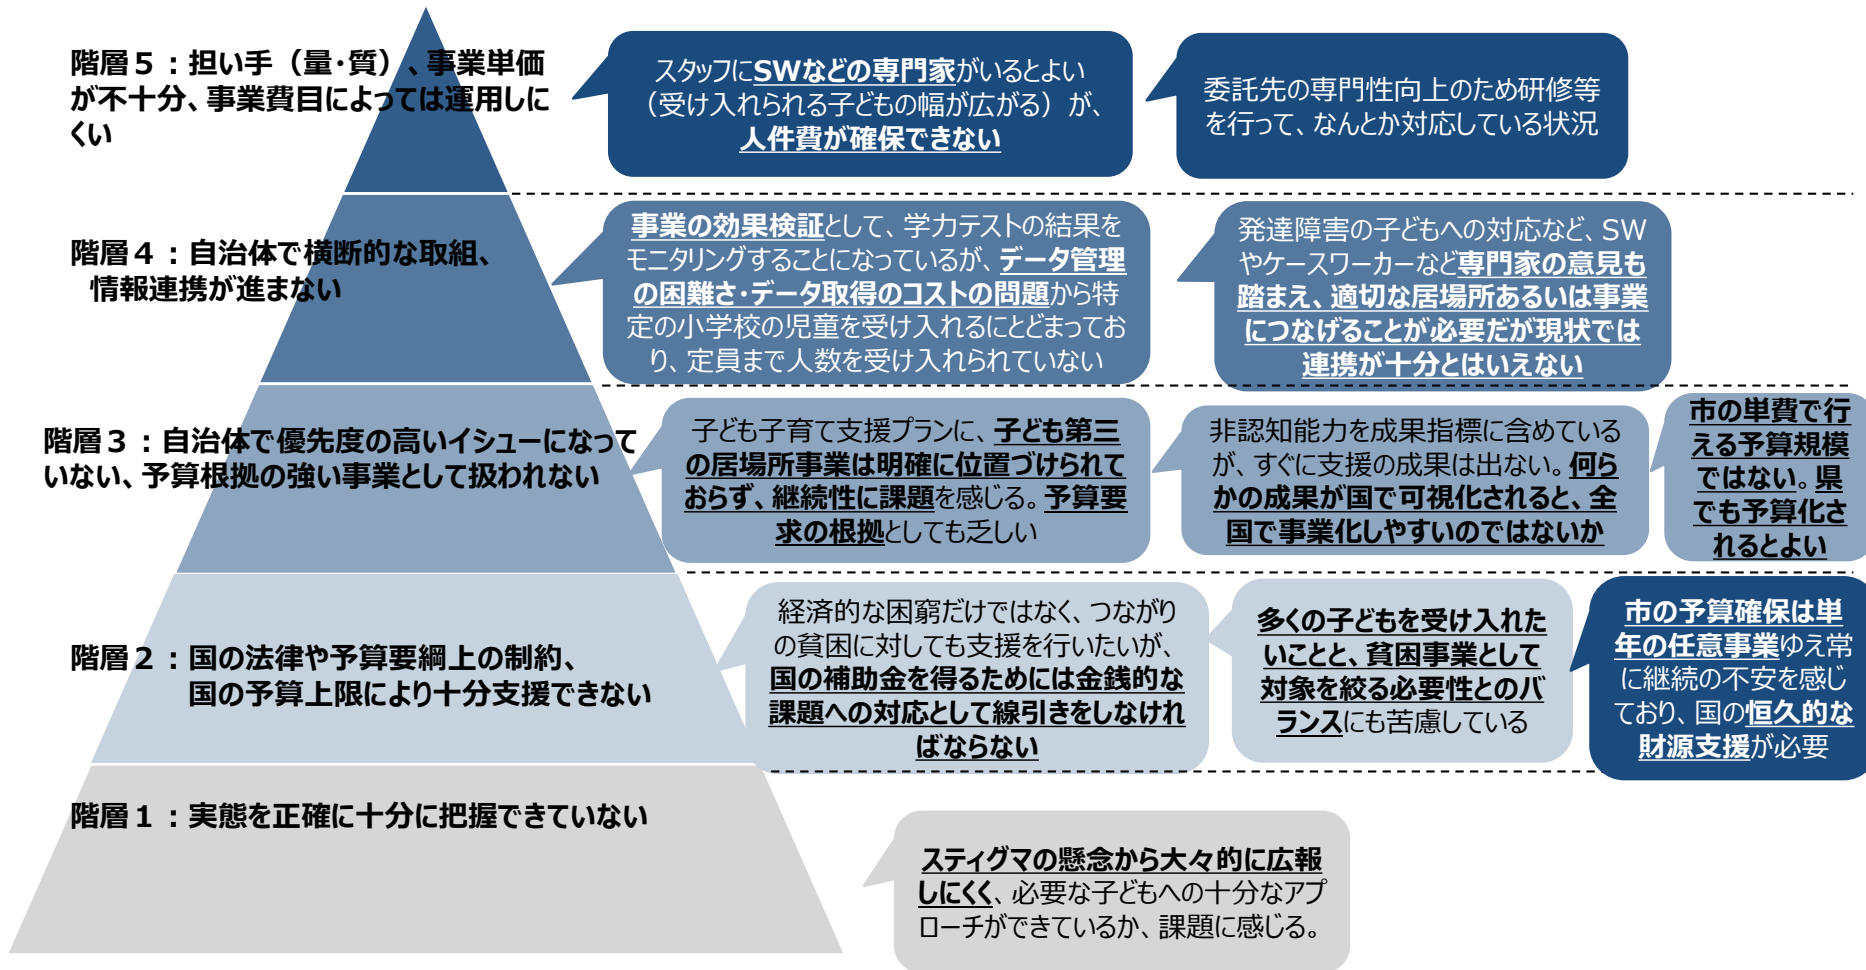 階層５：担い手（量・質）、事業単価
が不十分、事業費目によっては運用しに
くい
スタッフにSWなどの専門家がいるとよい
（受け入れられる子どもの幅が広がる）が、
人件費が確保できない
委託先の専門性向上のため研修等
を行って、なんとか対応している状況
階層４：自治体で横断的な取組、
情報連携が進まない
事業の効果検証として、学力テストの結果を
モニタリングすることになっているが、データ管理
の困難さ・データ取得のコストの問題から特
定の小学校の児童を受け入れるにとどまってお
り、定員まで人数を受け入れられていない
発達障害の子どもへの対応など、SW
やケースワーカーなど専門家の意見も
踏まえ、適切な居場所あるいは事業
につなげることが必要だが現状では
連携が十分とはいえない
階層３：自治体で優先度の高いイシューになって
いない、予算根拠の強い事業として扱われない
子ども子育て支援プランに、子ども第三
の居場所事業は明確に位置づけられて
おらず、継続性に課題を感じる。予算要
求の根拠としても乏しい
非認知能力を成果指標に含めている
が、すぐに支援の成果は出ない。何ら
かの成果が国で可視化されると、全
国で事業化しやすいのではないか
市の単費で行
える予算規模
ではない。県
でも予算化さ
れるとよい
階層２：国の法律や予算要綱上の制約、
国の予算上限により十分支援できない
経済的な困窮だけではなく、つながり
の貧困に対しても支援を行いたいが、
国の補助金を得るためには金銭的な
課題への対応として線引きをしなけれ
ばならない
多くの子どもを受け入れた
いことと、貧困事業として
対象を絞る必要性とのバ
ランスにも苦慮している
市の予算確保は単
年の任意事業ゆえ常
に継続の不安を感じ
ており、国の恒久的な
財源支援が必要
階層１：実態を正確に十分に把握できていない
スティグマの懸念から大々的に広報
しにくく、必要な子どもへの十分なアプ
ローチができているか、課題に感じる。